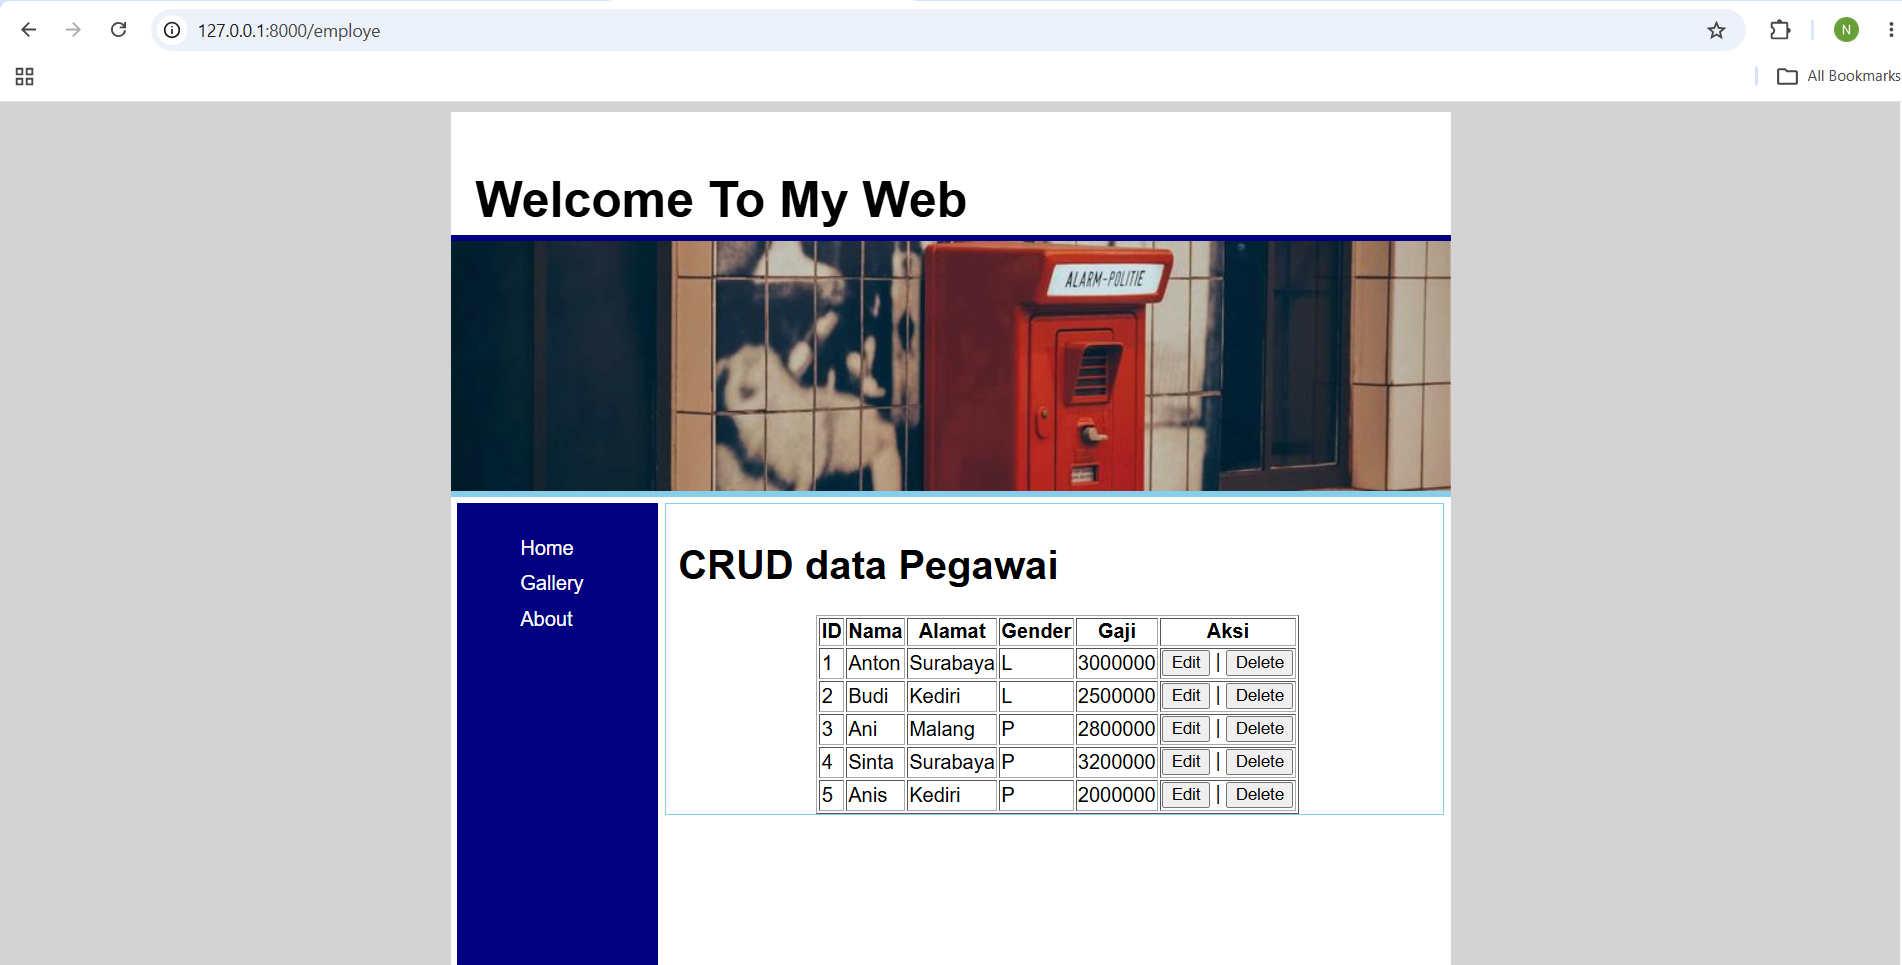 127.0.0.1:8000/employe
N
All Bookmarks
Welcome To My Web
ALARM-POLITIE
Home
Gallery
About
CRUD data Pegawai
ID Nama Alamat Gender Gaji Aksi
1 Anton Surabaya L 3000000 Edit | Delete
2 Budi Kediri L 2500000 Edit | Delete
3 Ani Malang P 2800000 Edit | Delete
4 Sinta Surabaya P 3200000 Edit | Delete
5 Anis Kediri P 2000000 Edit | Delete